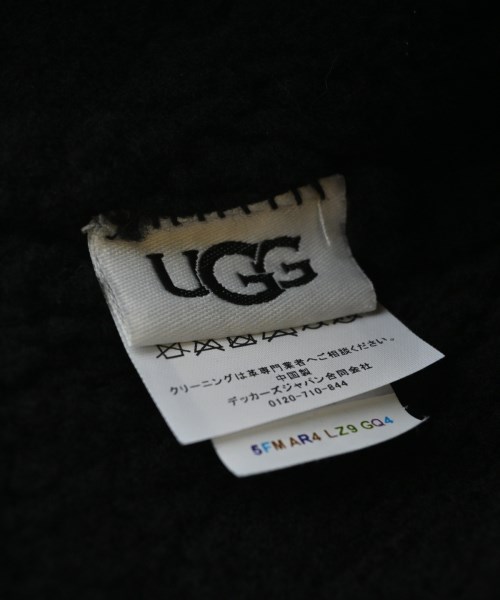 UGG
クリーニングは革専門業者へご相談ください。
中国製
デッカーズジャパン合同会社
0120-710-844
5FM AR4 LZ9 GQ4